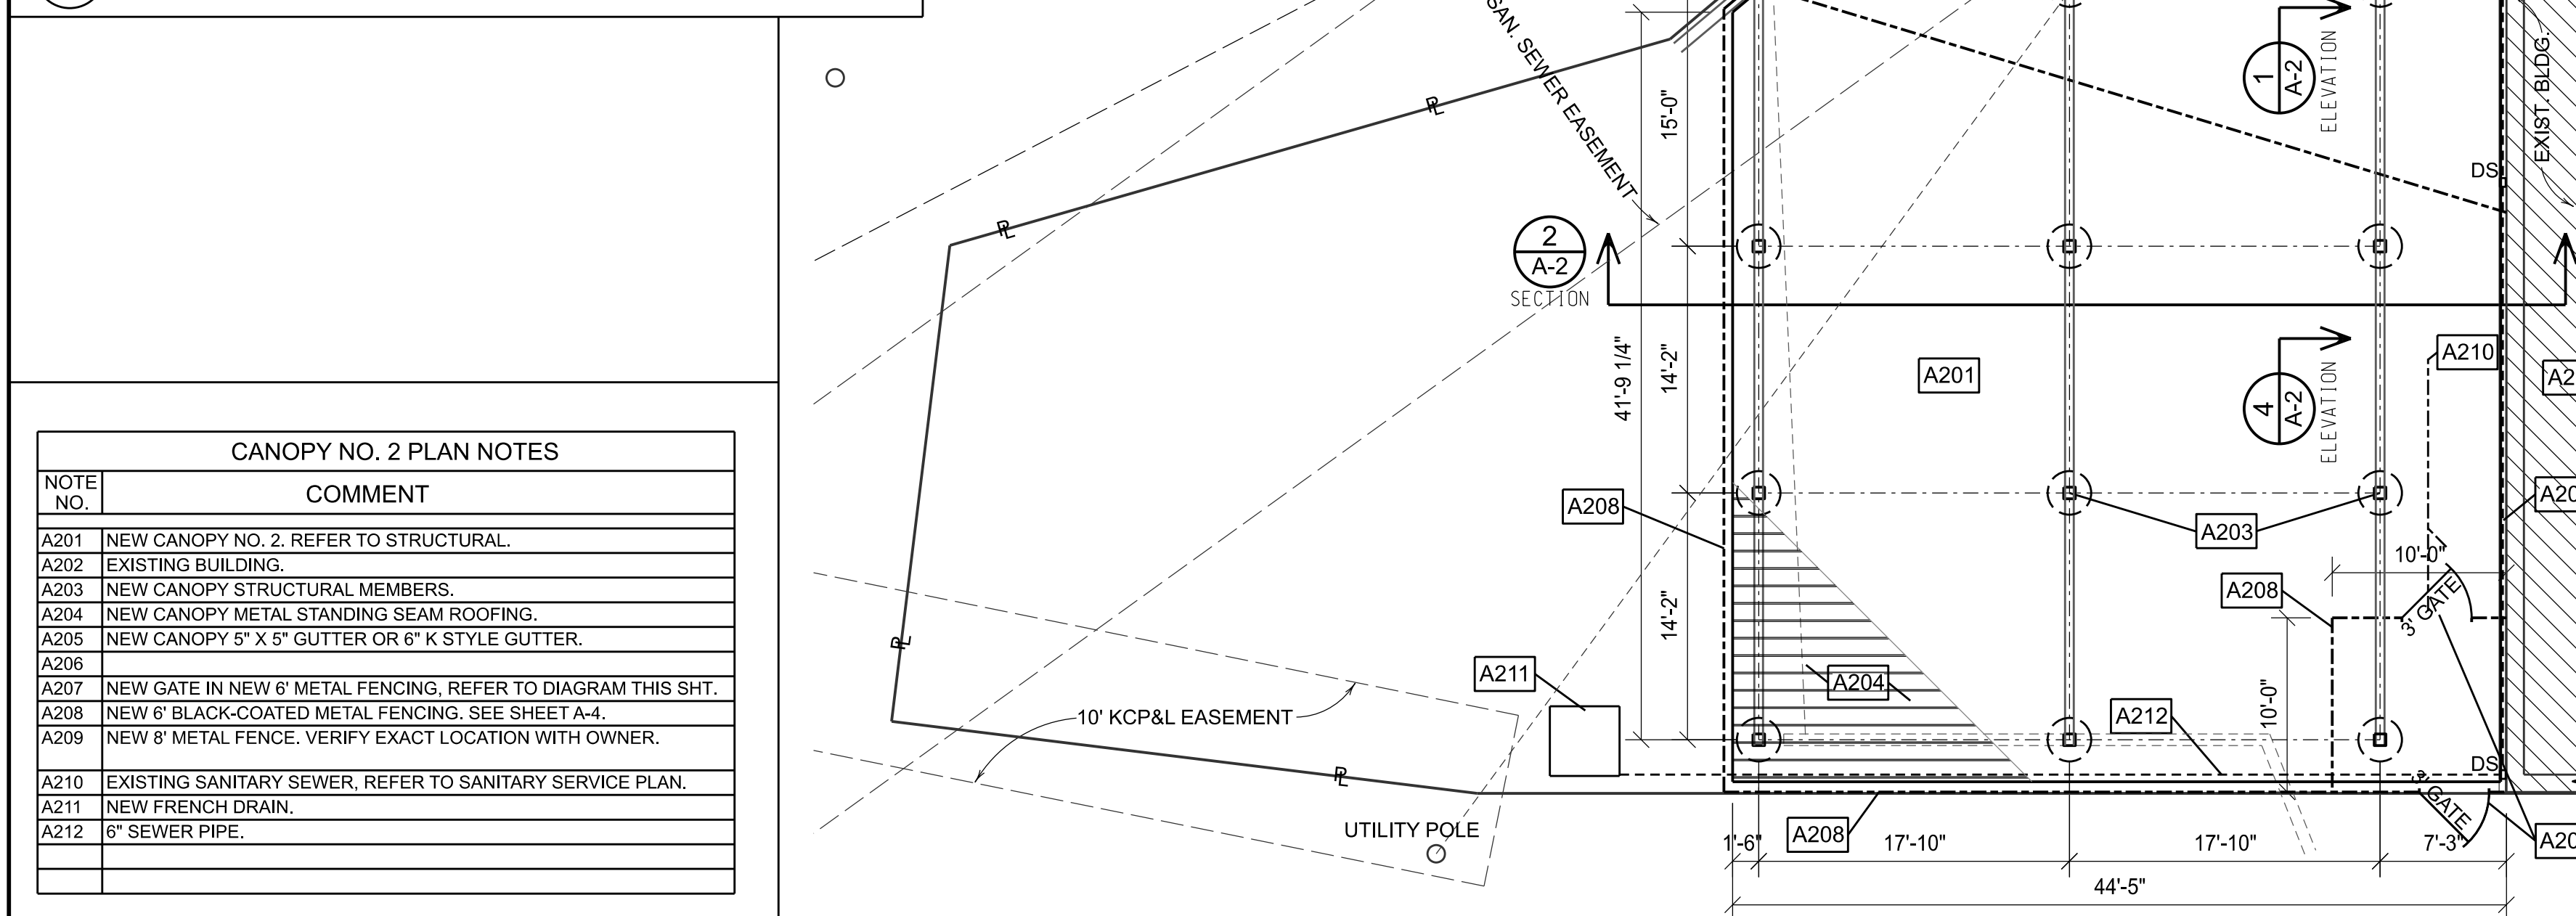 CANOPY NO. 2 PLAN NOTES
NOTE NO. COMMENT
A201 NEW CANOPY NO. 2. REFER TO STRUCTURAL.
A202 EXISTING BUILDING.
A203 NEW CANOPY STRUCTURAL MEMBERS.
A204 NEW CANOPY METAL STANDING SEAM ROOFING.
A205 NEW CANOPY 5" X 5" GUTTER OR 6" K STYLE GUTTER.
A206
A207 NEW GATE IN NEW 6' METAL FENCING, REFER TO DIAGRAM THIS SHT.
A208 NEW 6' BLACK-COATED METAL FENCING. SEE SHEET A-4.
A209 NEW 8' METAL FENCE. VERIFY EXACT LOCATION WITH OWNER.
A210 EXISTING SANITARY SEWER, REFER TO SANITARY SERVICE PLAN.
A211 NEW FRENCH DRAIN.
A212 6" SEWER PIPE.
SAN. SEWER EASEMENT
PL
PL
PL
PL
10' KCP&L EASEMENT
UTILITY POLE
2
A-2
SECTION
15'-0"
14'-2"
41'-9 1/4"
14'-2"
1
A-2
ELEVATION
EXIST. BLDG.
DS
A201
4
A-2
ELEVATION
A210
A208
A203
10'-0"
A208
3' GATE
A211
A204
A212
10'-0"
DS
3' GATE
A208
1'-6"
17'-10"
17'-10"
7'-3"
44'-5"